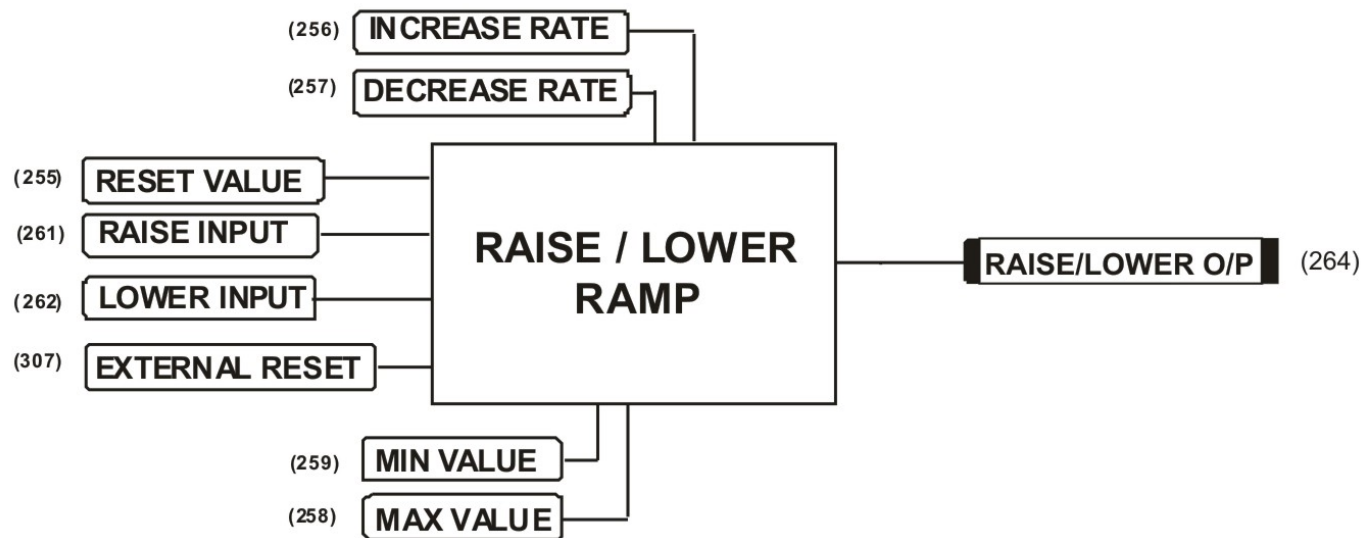 (256) INCREASE RATE
(257) DECREASE RATE
(255) RESET VALUE
(261) RAISE INPUT
(262) LOWER INPUT
(307) EXTERNAL RESET
RAISE / LOWER
RAMP
RAISE/LOWER O/P (264)
(259) MIN VALUE
(258) MAX VALUE